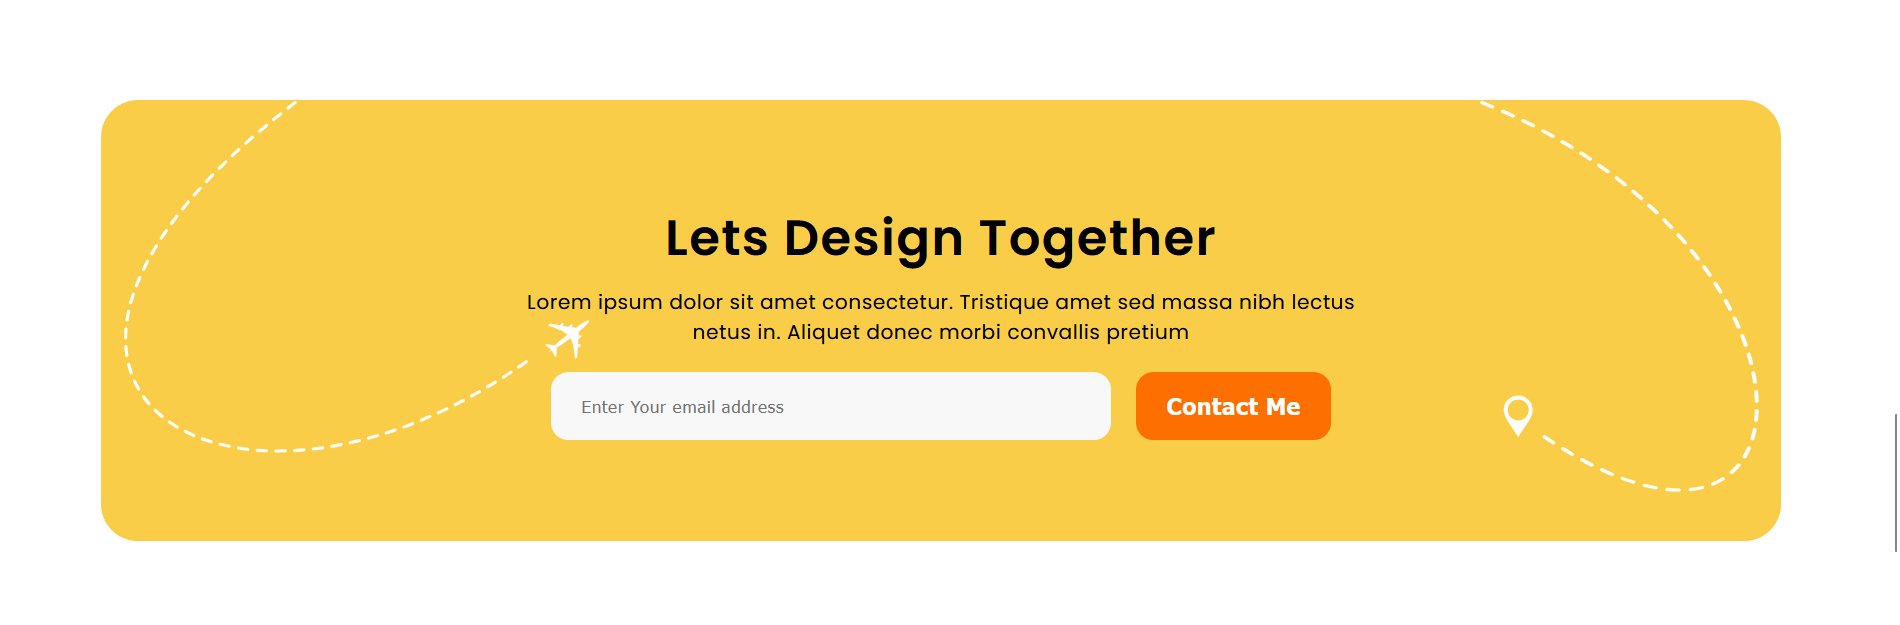 Lets Design Together
Lorem ipsum dolor sit amet consectetur. Tristique amet sed massa nibh lectus
netus in. Aliquet donec morbi convallis pretium
Enter Your email address
Contact Me